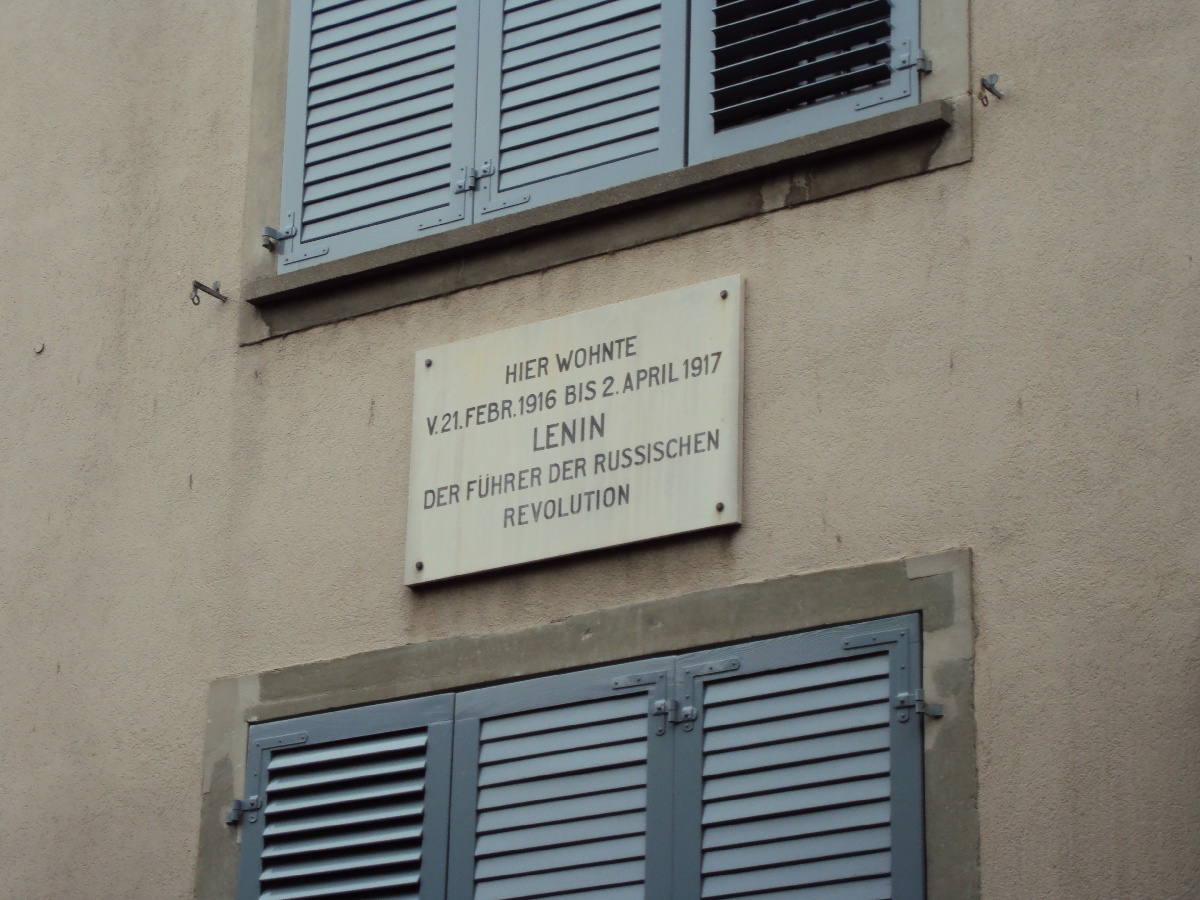 HIER WOHNTE
V. 21. FEBR. 1916 BIS 2. APRIL 1917
LENIN
DER FÜHRER DER RUSSISCHEN
REVOLUTION